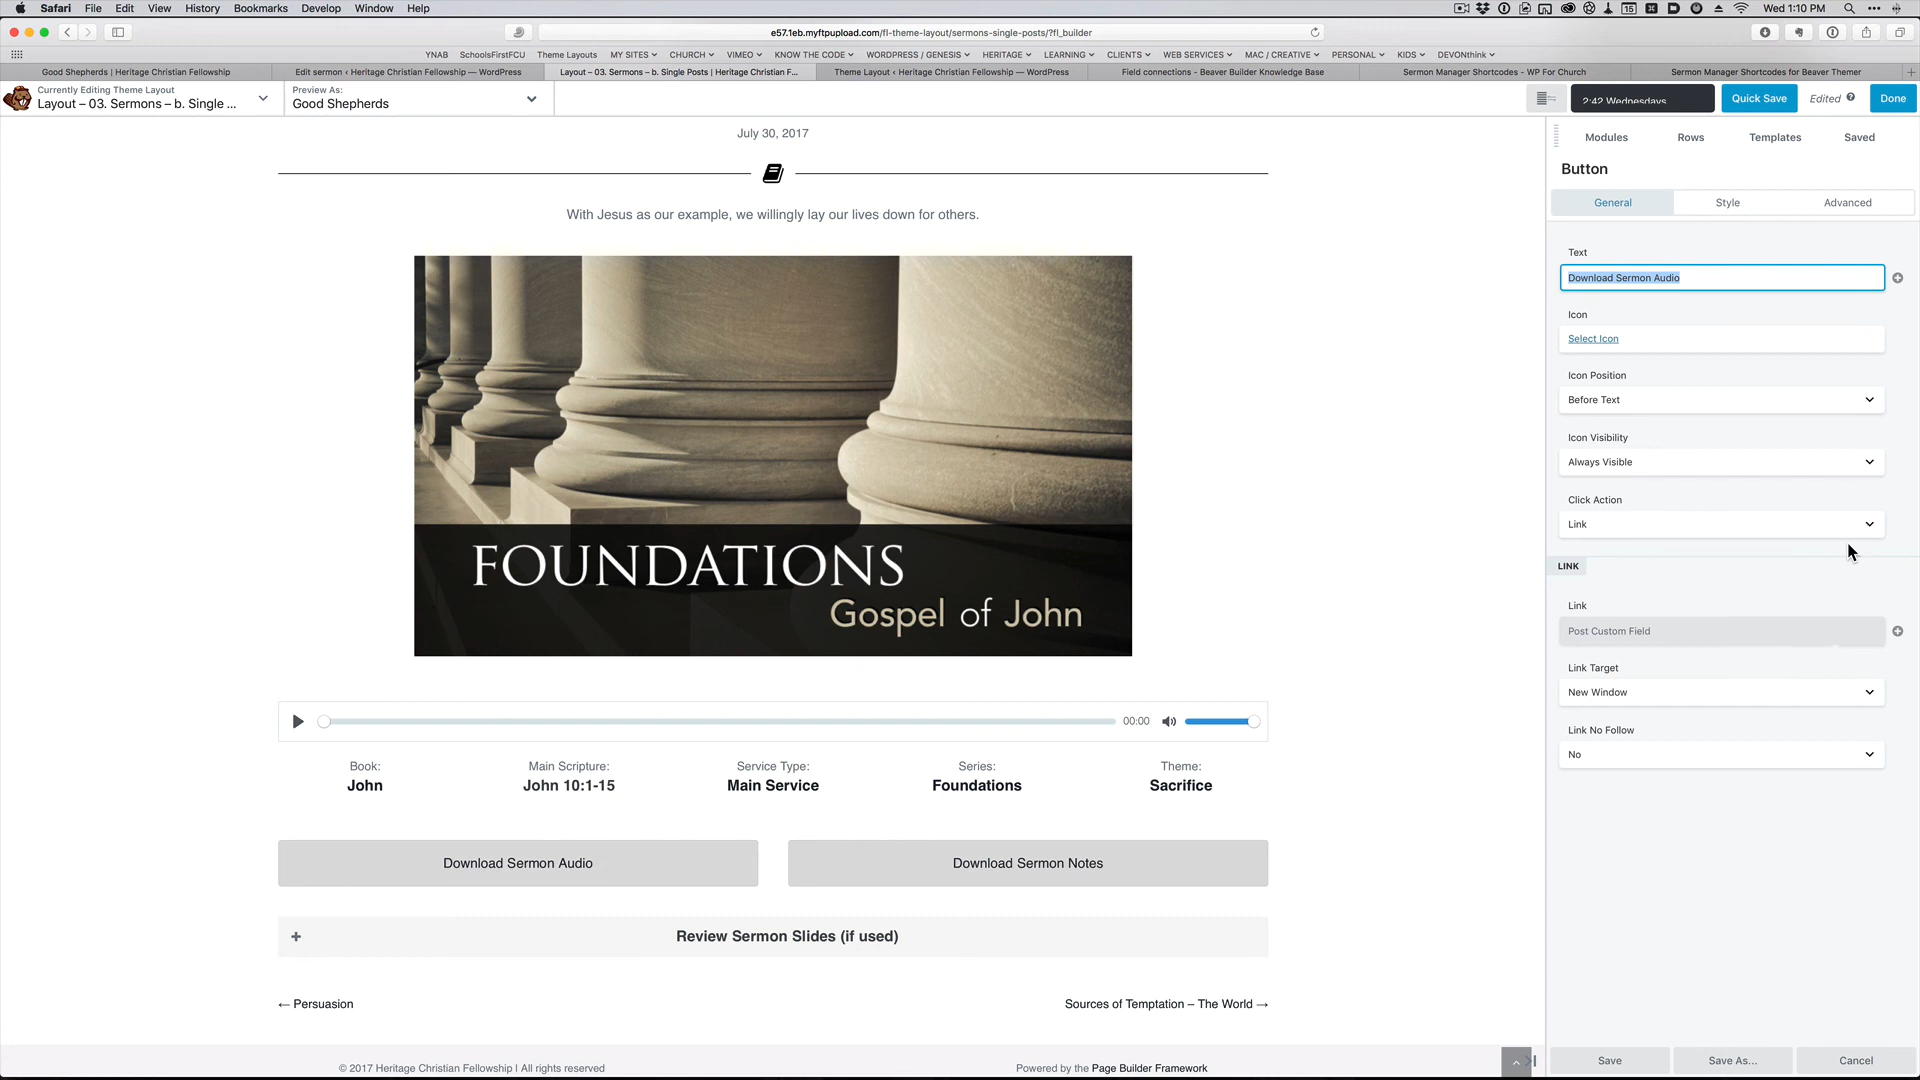 Safari File Edit View History Bookmarks Develop Window Help
15 Wed 1:10 PM
e57.1eb.myftpupload.com/fl-theme-layout/sermons-single-posts/?fl_builder
YNAB SchoolsFirstFCU Theme Layouts MY SITES CHURCH VIMEO KNOW THE CODE WORDPRESS / GENESIS HERITAGE LEARNING CLIENTS WEB SERVICES MAC / CREATIVE PERSONAL KIDS DEVONthink
Good Shepherds | Heritage Christian Fellowship Edit sermon ‹ Heritage Christian Fellowship — WordPress Layout – 03. Sermons – b. Single Posts | Heritage Christian F... Theme Layout ‹ Heritage Christian Fellowship — WordPress Field connections - Beaver Builder Knowledge Base Sermon Manager Shortcodes - WP For Church Sermon Manager Shortcodes for Beaver Themer
Currently Editing Theme Layout
Layout – 03. Sermons – b. Single ...
Preview As:
Good Shepherds
2:42 Wednesdays
Quick Save
Edited
Done
July 30, 2017
With Jesus as our example, we willingly lay our lives down for others.
FOUNDATIONS
Gospel of John
00:00
Book: Main Scripture: Service Type: Series: Theme:
John John 10:1-15 Main Service Foundations Sacrifice
Download Sermon Audio Download Sermon Notes
Review Sermon Slides (if used)
← Persuasion Sources of Temptation – The World →
© 2017 Heritage Christian Fellowship | All rights reserved Powered by the Page Builder Framework
Modules Rows Templates Saved
Button
General Style Advanced
Text
Download Sermon Audio
Icon
Select Icon
Icon Position
Before Text
Icon Visibility
Always Visible
Click Action
Link
LINK
Link
Post Custom Field
Link Target
New Window
Link No Follow
No
Save Save As... Cancel